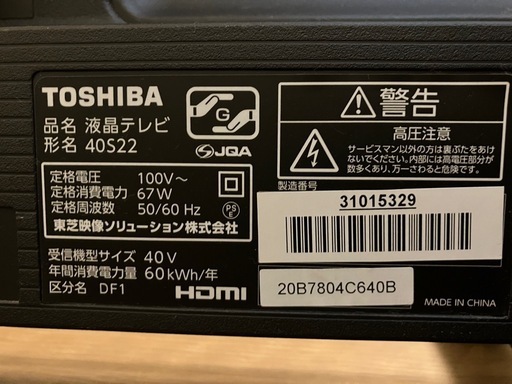 TOSHIBA
品名 液晶テレビ
形名 40S22
G
JQA
定格電圧 100V～
定格消費電力 67W
定格周波数 50/60 Hz
PSE
東芝映像ソリューション株式会社
受信機型サイズ 40V
年間消費電力量 60kWh/年
区分名 DF1
HDMI
警告
高圧注意
サービスマン以外の方は裏ぶたをあけ
ないでください。内部には高電圧部分が
数多くあり、万一さわると危険です。
製造番号
31015329
20B7804C640B
MADE IN CHINA